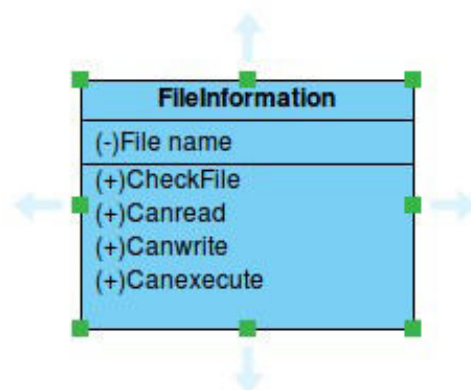 FileInformation
(-)File name
(+)CheckFile
(+)Canread
(+)Canwrite
(+)Canexecute